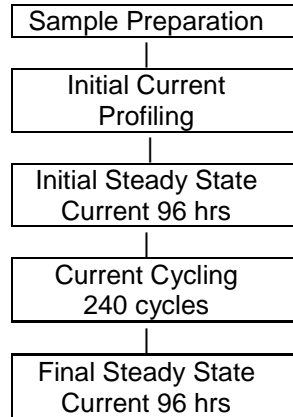 Sample Preparation
Initial Current
Profiling
Initial Steady State
Current 96 hrs
Current Cycling
240 cycles
Final Steady State
Current 96 hrs